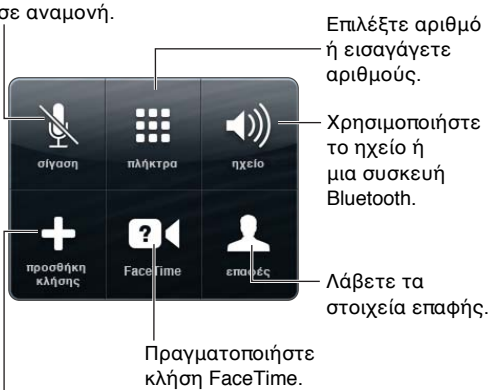 σε αναμονή.
Επιλέξτε αριθμό
ή εισαγάγετε
αριθμούς.
σίγαση
πλήκτρα
ηχείο
Χρησιμοποιήστε
το ηχείο ή
μια συσκευή
Bluetooth.
προσθήκη
κλήσης
FaceTime
επαφές
Λάβετε τα
στοιχεία επαφής.
Πραγματοποιήστε
κλήση FaceTime.